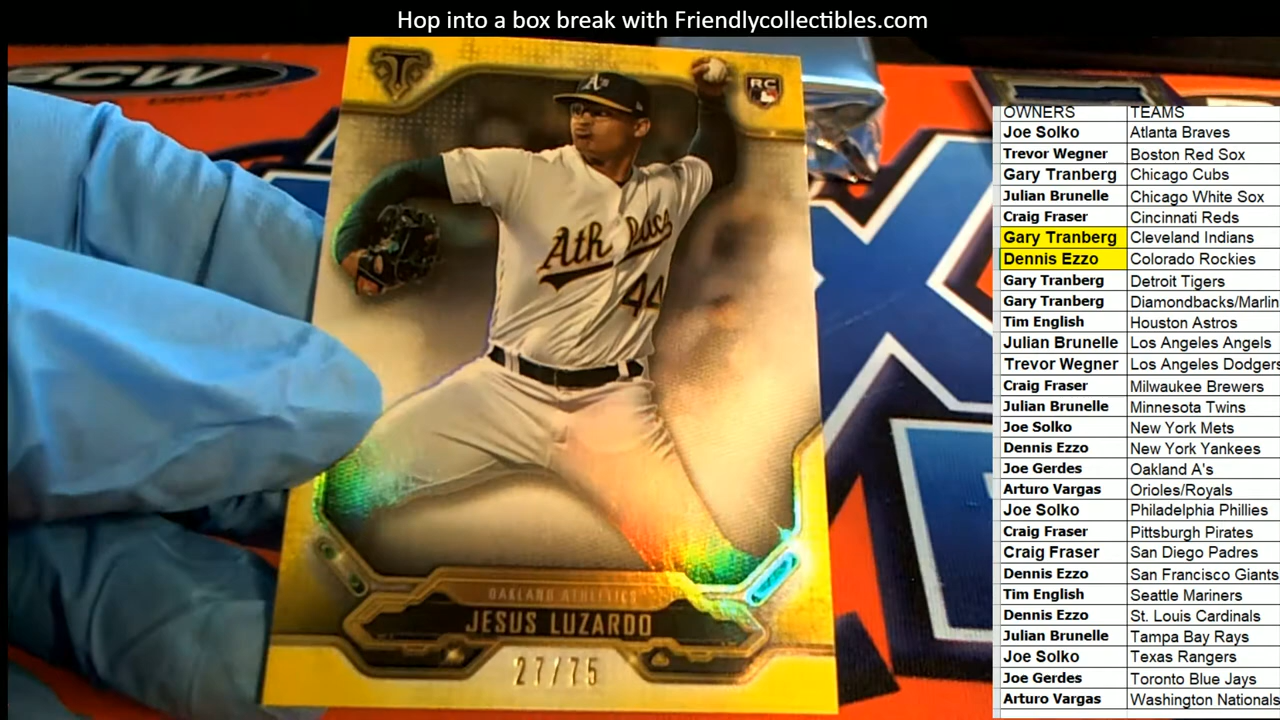 Hop into a box break with Friendlycollectibles.com
BCW
DISPLAY
T
A's
RC
Athletics
44
OAKLAND ATHLETICS
JESUS LUZARDO
27/75
OWNERS TEAMS
Joe Solko Atlanta Braves
Trevor Wegner Boston Red Sox
Gary Tranberg Chicago Cubs
Julian Brunelle Chicago White Sox
Craig Fraser Cincinnati Reds
Gary Tranberg Cleveland Indians
Dennis Ezzo Colorado Rockies
Gary Tranberg Detroit Tigers
Gary Tranberg Diamondbacks/Marlin
Tim English Houston Astros
Julian Brunelle Los Angeles Angels
Trevor Wegner Los Angeles Dodgers
Craig Fraser Milwaukee Brewers
Julian Brunelle Minnesota Twins
Joe Solko New York Mets
Dennis Ezzo New York Yankees
Joe Gerdes Oakland A's
Arturo Vargas Orioles/Royals
Joe Solko Philadelphia Phillies
Craig Fraser Pittsburgh Pirates
Craig Fraser San Diego Padres
Dennis Ezzo San Francisco Giants
Tim English Seattle Mariners
Dennis Ezzo St. Louis Cardinals
Julian Brunelle Tampa Bay Rays
Joe Solko Texas Rangers
Joe Gerdes Toronto Blue Jays
Arturo Vargas Washington Nationals